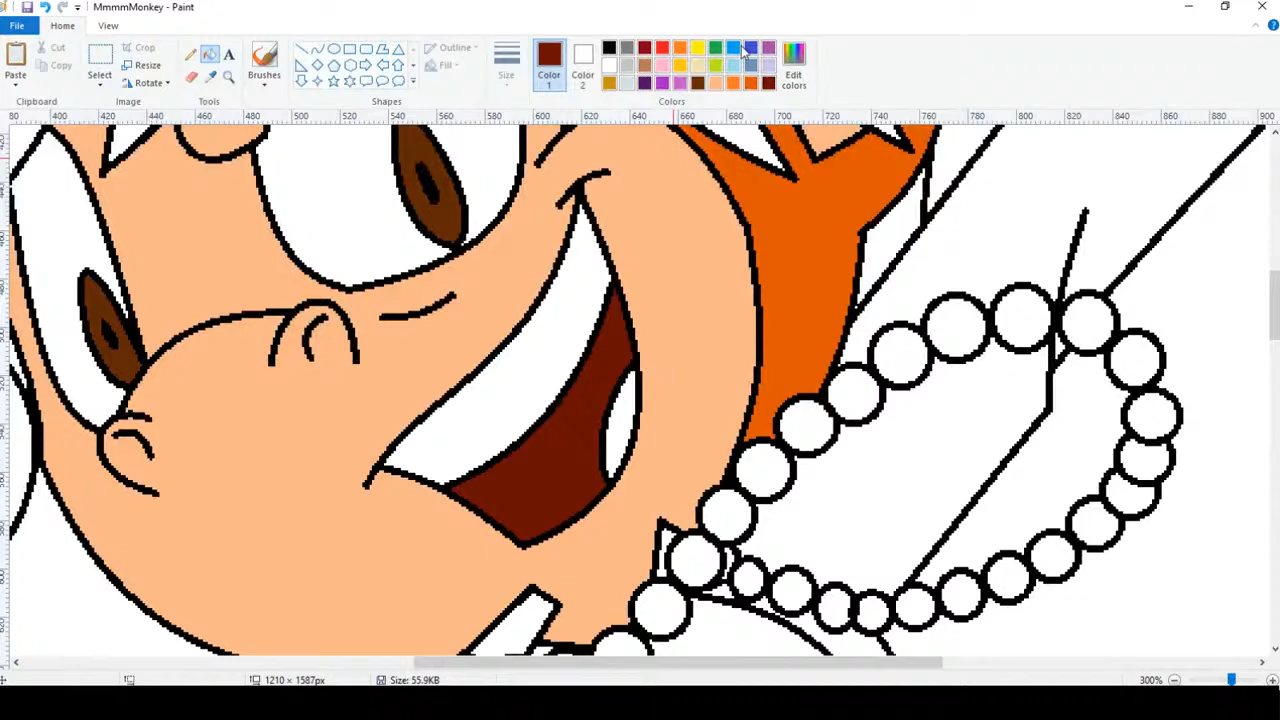 MmmmMonkey - Paint
File
Home
View
Paste
Cut
Copy
Clipboard
Select
Crop
Resize
Rotate
Image
A
Tools
Brushes
Outline
Fill
Shapes
Size
Color 1
Color 2
Edit colors
Colors
80 400 420 440 460 480 500 520 540 560 580 600 620 640 660 680 700 720 740 760 780 800 820 840 860 880 900
1210 × 1587px
Size: 55.9KB
300%